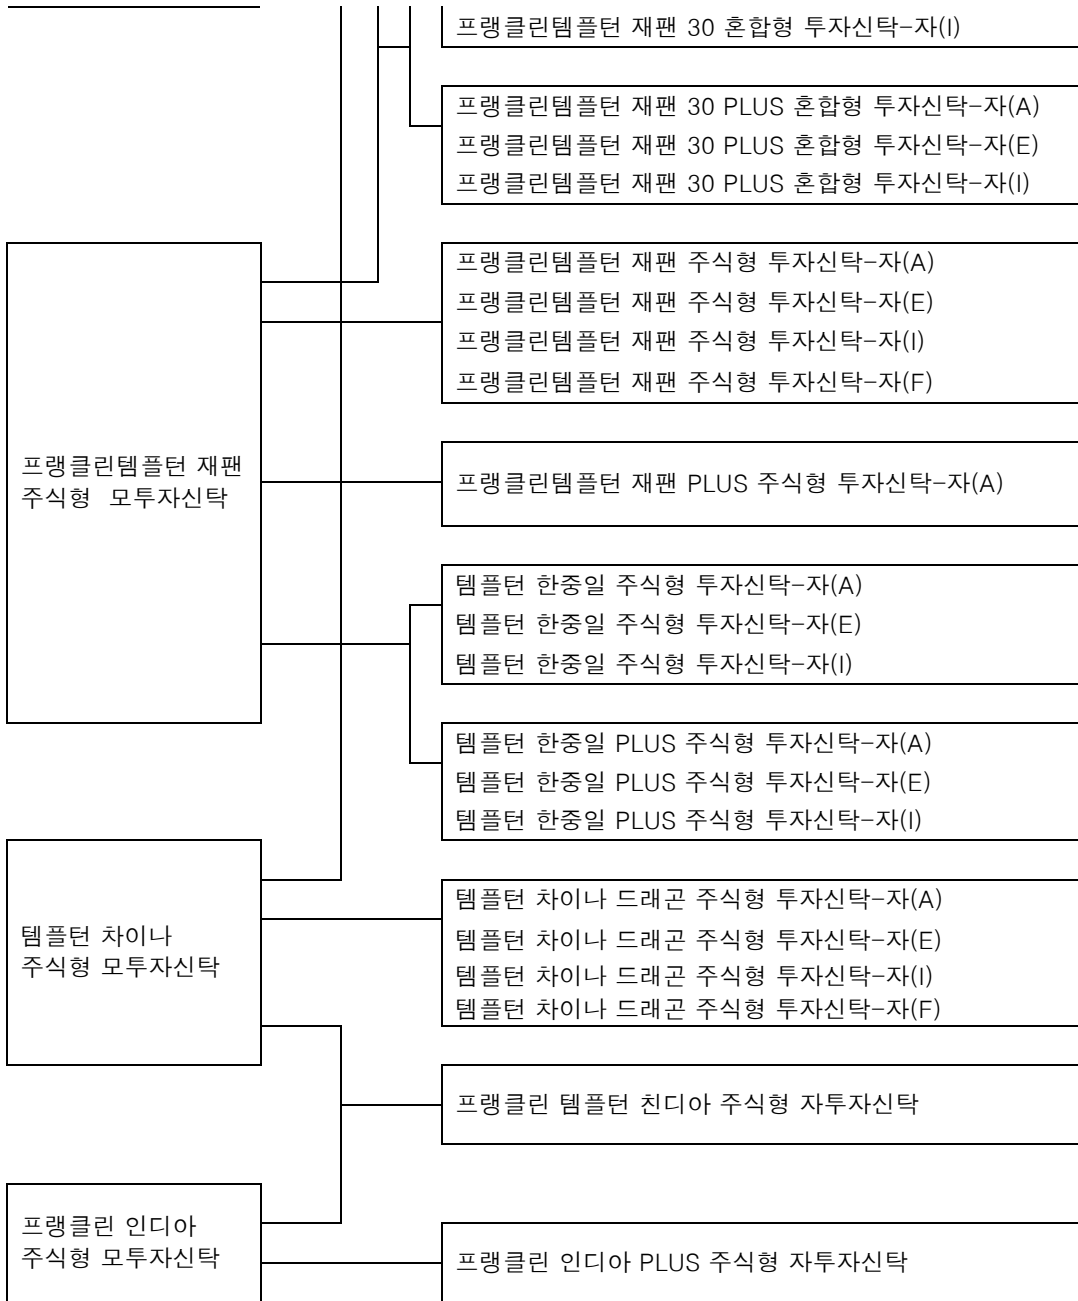 프랭클린템플턴 재팬 30 혼합형 투자신탁-자(I)
프랭클린템플턴 재팬 30 PLUS 혼합형 투자신탁-자(A)
프랭클린템플턴 재팬 30 PLUS 혼합형 투자신탁-자(E)
프랭클린템플턴 재팬 30 PLUS 혼합형 투자신탁-자(I)
프랭클린템플턴 재팬
주식형 모투자신탁
프랭클린템플턴 재팬 주식형 투자신탁-자(A)
프랭클린템플턴 재팬 주식형 투자신탁-자(E)
프랭클린템플턴 재팬 주식형 투자신탁-자(I)
프랭클린템플턴 재팬 주식형 투자신탁-자(F)
프랭클린템플턴 재팬 PLUS 주식형 투자신탁-자(A)
템플턴 한중일 주식형 투자신탁-자(A)
템플턴 한중일 주식형 투자신탁-자(E)
템플턴 한중일 주식형 투자신탁-자(I)
템플턴 한중일 PLUS 주식형 투자신탁-자(A)
템플턴 한중일 PLUS 주식형 투자신탁-자(E)
템플턴 한중일 PLUS 주식형 투자신탁-자(I)
템플턴 차이나
주식형 모투자신탁
템플턴 차이나 드래곤 주식형 투자신탁-자(A)
템플턴 차이나 드래곤 주식형 투자신탁-자(E)
템플턴 차이나 드래곤 주식형 투자신탁-자(I)
템플턴 차이나 드래곤 주식형 투자신탁-자(F)
프랭클린 템플턴 친디아 주식형 자투자신탁
프랭클린 인디아
주식형 모투자신탁
프랭클린 인디아 PLUS 주식형 자투자신탁